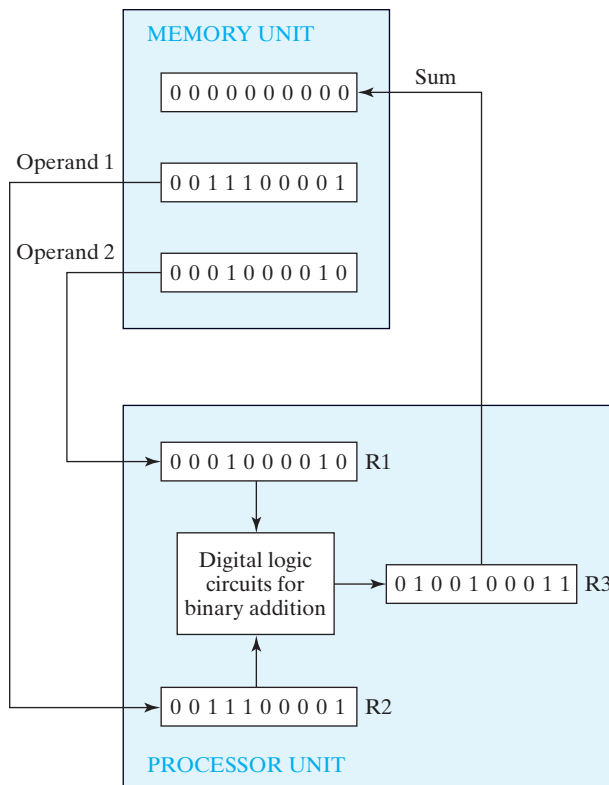 MEMORY UNIT
Sum
0 0 0 0 0 0 0 0 0 0
Operand 1
0 0 1 1 1 0 0 0 0 1
Operand 2
0 0 0 1 0 0 0 0 1 0
0 0 0 1 0 0 0 0 1 0 R1
Digital logic
circuits for
binary addition
0 1 0 0 1 0 0 0 1 1 R3
0 0 1 1 1 0 0 0 0 1 R2
PROCESSOR UNIT